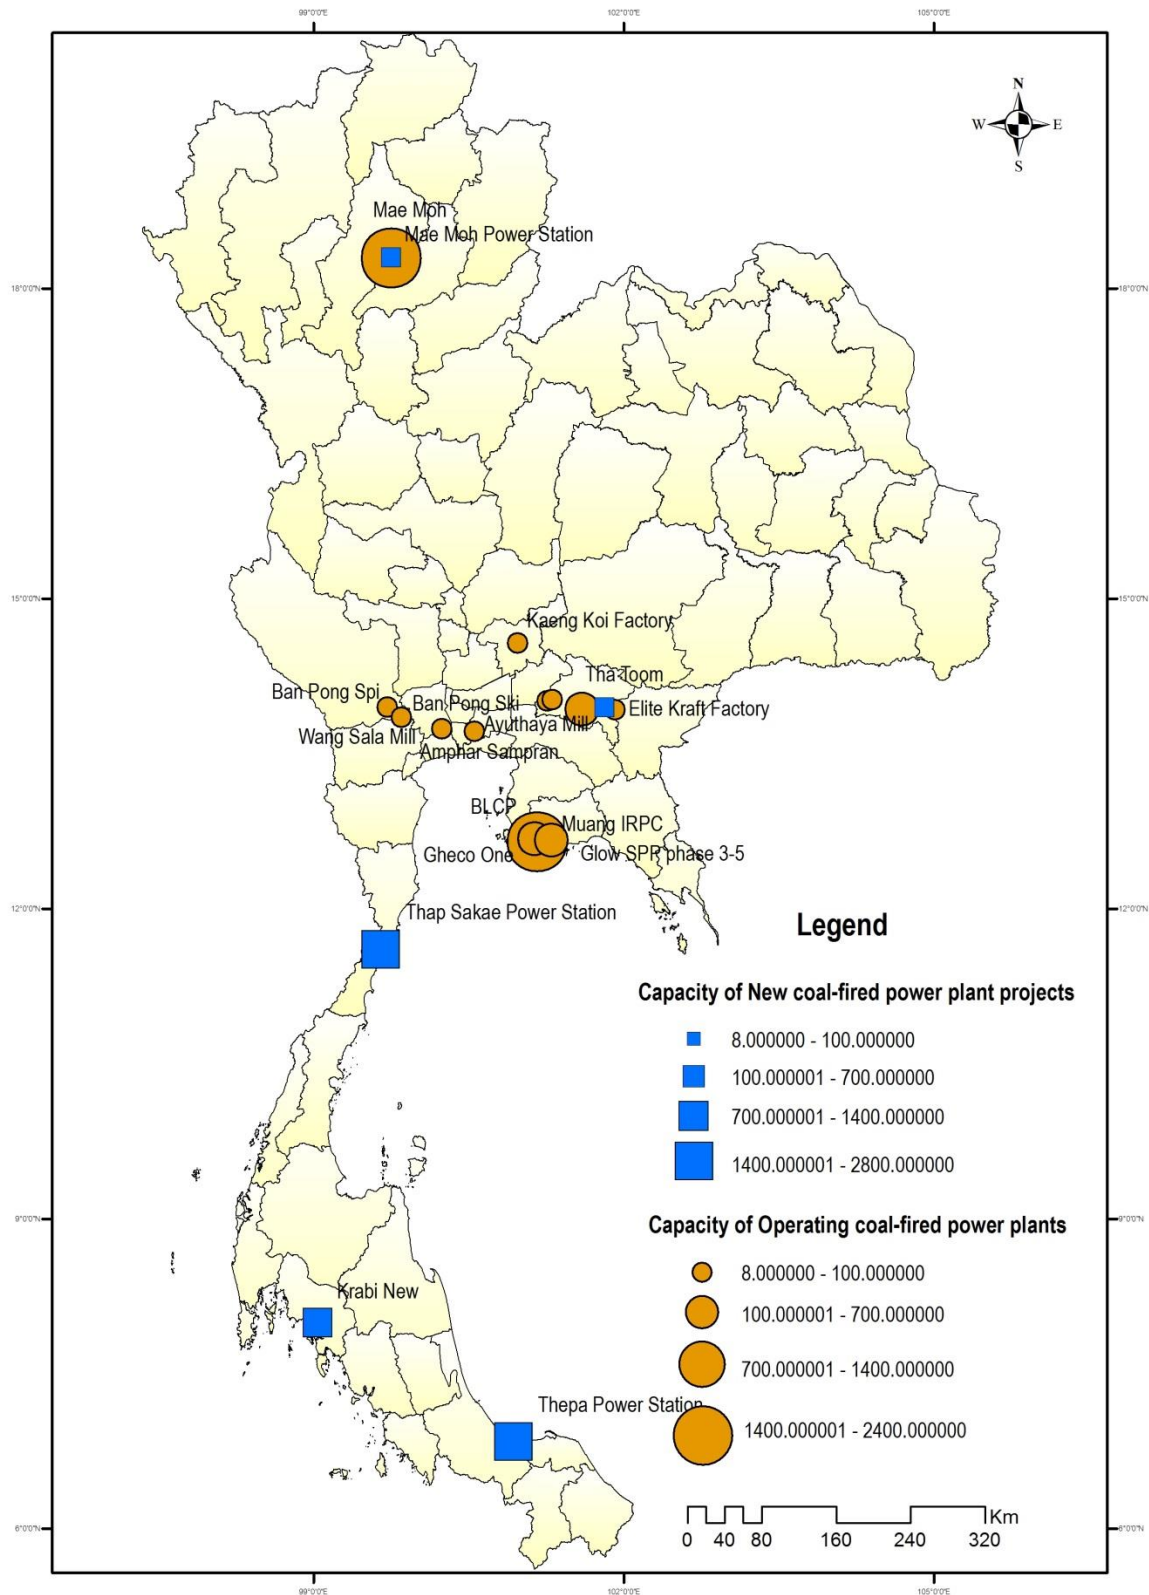 99°0'0"E
102°0'0"E
105°0'0"E
N
W
E
S
Mae Moh
Mae Moh Power Station
18°0'0"N
18°0'0"N
15°0'0"N
15°0'0"N
Kaeng Koi Factory
Tha Toom
Ban Pong Spi
Ban Pong Ski
Elite Kraft Factory
Wang Sala Mill
Ayuthaya Mill
Amphar Sampran
BLCP
Muang IRPC
Gheco One
Glow SPP phase 3-5
12°0'0"N
12°0'0"N
Thap Sakae Power Station
Legend
Capacity of New coal-fired power plant projects
8.000000 - 100.000000
100.000001 - 700.000000
700.000001 - 1400.000000
1400.000001 - 2800.000000
9°0'0"N
9°0'0"N
Capacity of Operating coal-fired power plants
8.000000 - 100.000000
100.000001 - 700.000000
700.000001 - 1400.000000
1400.000001 - 2400.000000
Krabi New
Thepa Power Station
Km
0 40 80 160 240 320
6°0'0"N
6°0'0"N
99°0'0"E
102°0'0"E
105°0'0"E